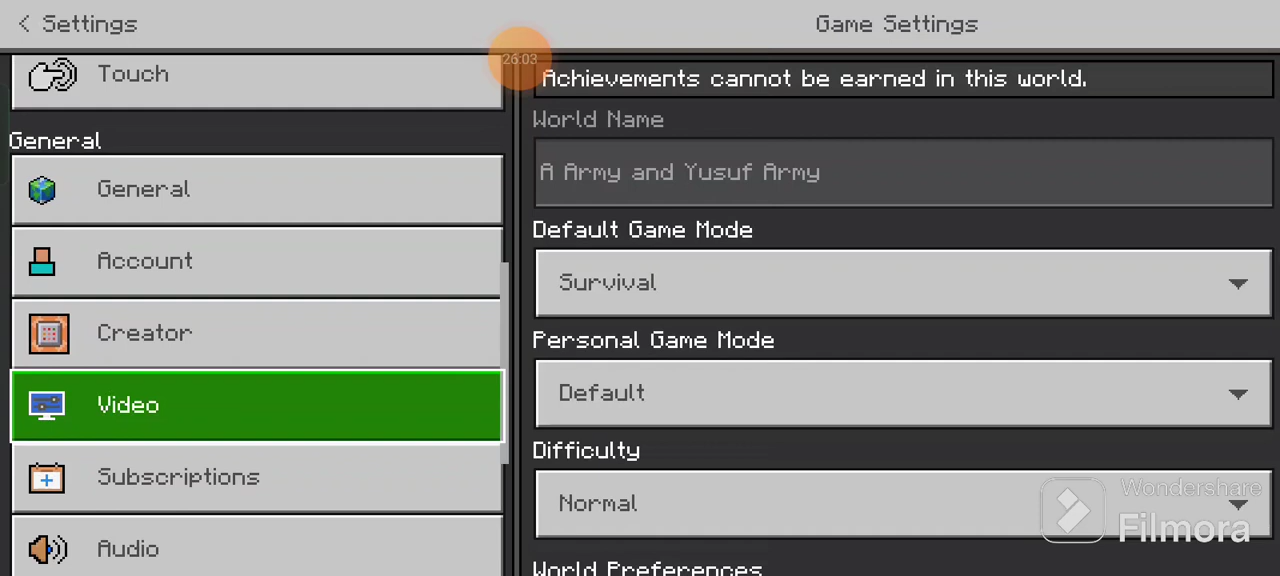 < Settings
Game Settings
Touch
26:03
Achievements cannot be earned in this world.
General
World Name
General
A Army and Yusuf Army
Default Game Mode
Account
Survival
Creator
Personal Game Mode
Default
Video
Difficulty
Subscriptions
Normal
Wondershare
Filmora
Audio
World Preferences